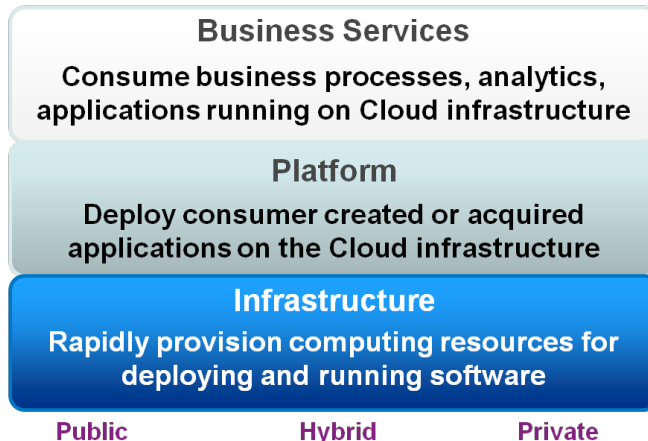 Business Services
Consume business processes, analytics,
applications running on Cloud infrastructure
Platform
Deploy consumer created or acquired
applications on the Cloud infrastructure
Infrastructure
Rapidly provision computing resources for
deploying and running software
Public Hybrid Private